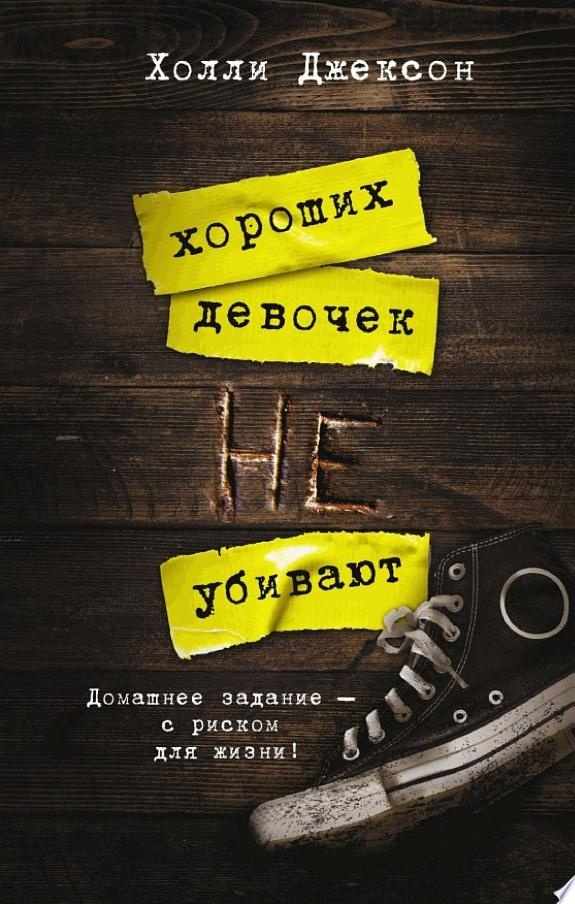 Холли Джексон
хороших
девочек
НЕ
убивают
Домашнее задание —
с риском
для жизни!